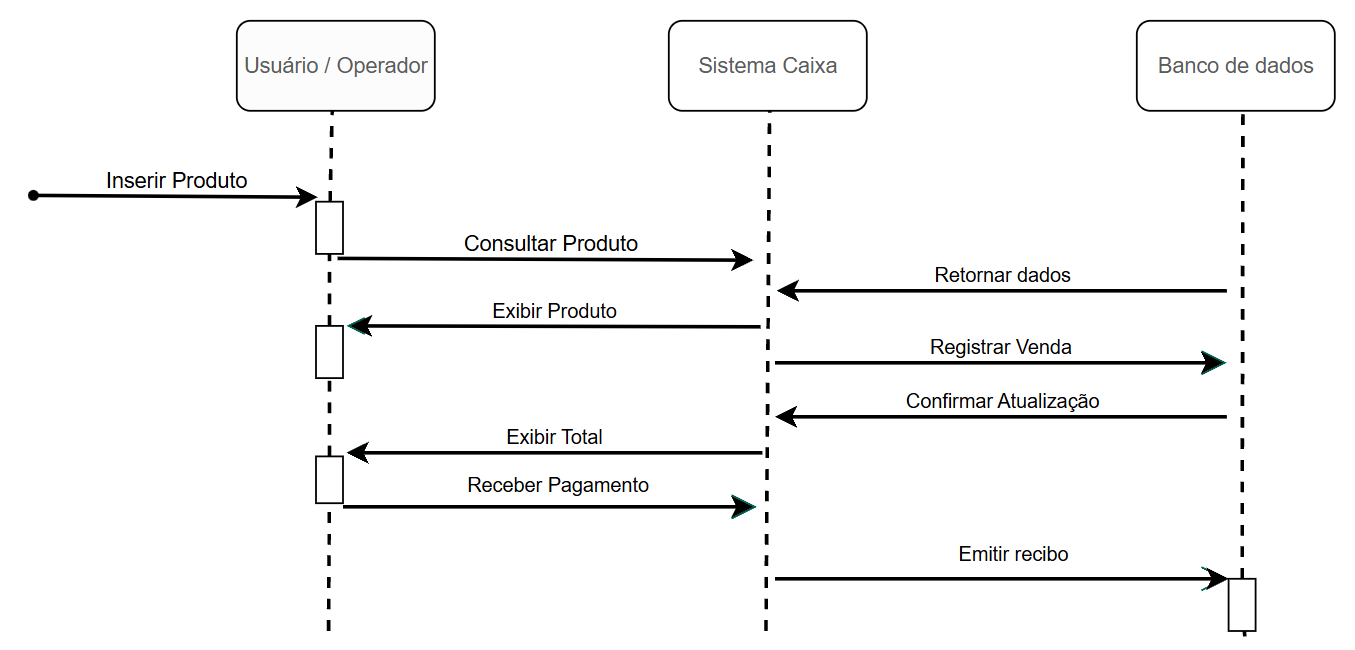 Usuário / Operador
Sistema Caixa
Banco de dados
Inserir Produto
Consultar Produto
Retornar dados
Exibir Produto
Registrar Venda
Confirmar Atualização
Exibir Total
Receber Pagamento
Emitir recibo